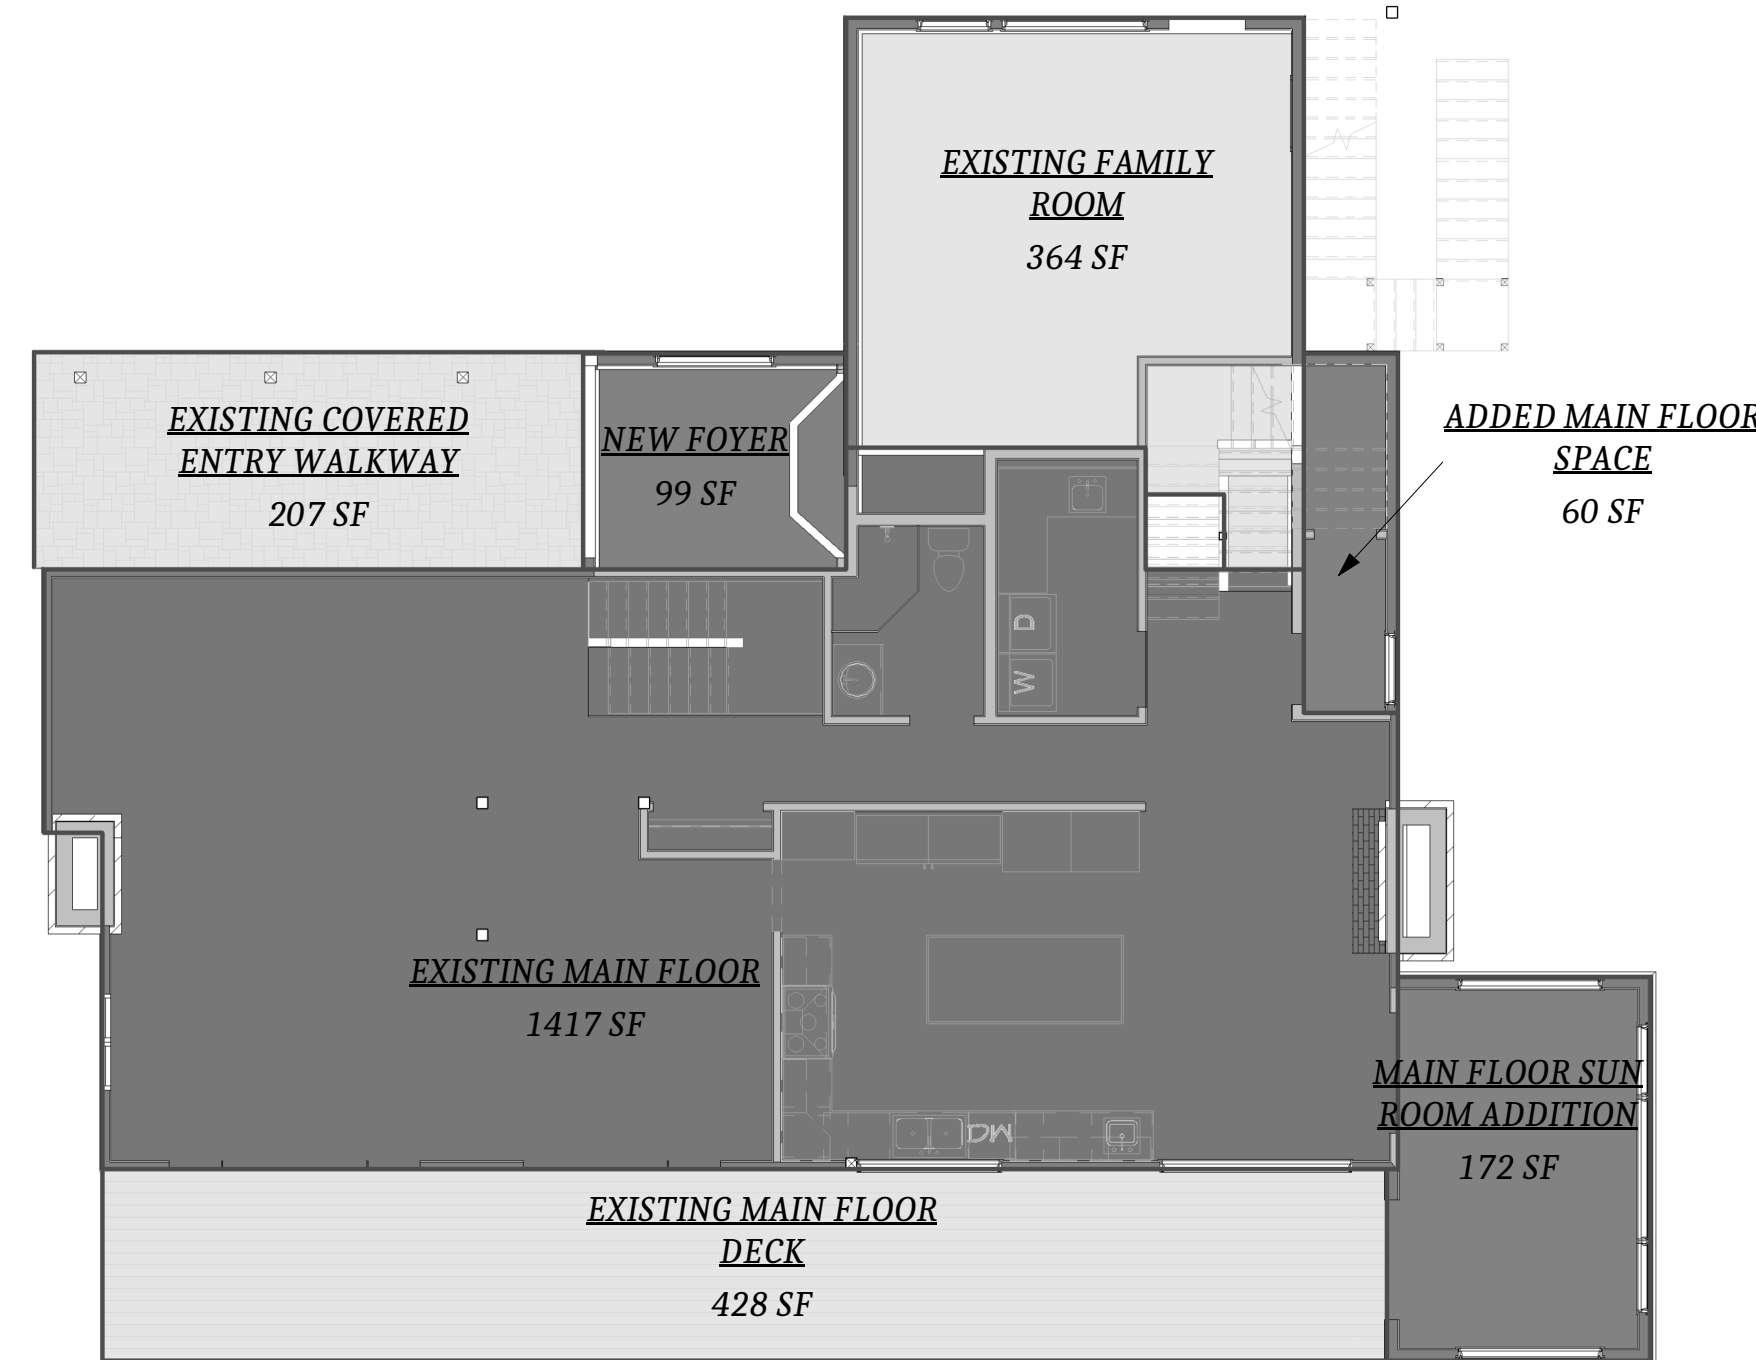 EXISTING FAMILY
ROOM
364 SF
EXISTING COVERED
ENTRY WALKWAY
207 SF
NEW FOYER
99 SF
ADDED MAIN FLOOR
SPACE
60 SF
D
W
EXISTING MAIN FLOOR
1417 SF
DW
MAIN FLOOR SUN
ROOM ADDITION
172 SF
EXISTING MAIN FLOOR
DECK
428 SF